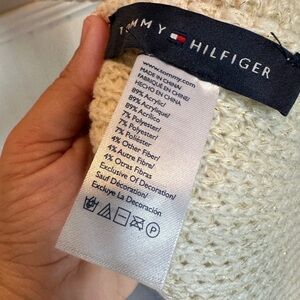 TOMMY HILFIGER
www.tommy.com
MADE IN CHINA/
FABRIQUÉ EN CHINE/
HECHO EN CHINA
89% Acrylic/
89% Acrylique/
89% Acrílico
7% Polyester/
7% Polyester/
7% Poliéster
4% Other Fiber/
4% Autre Fibre/
4% Otras Fibras
Exclusive Of Decoration/
Sauf Décoration/
Excluye La Decoración
P